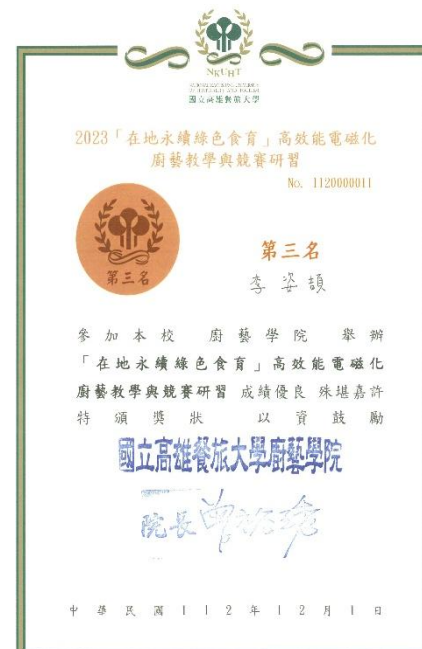 NKUHT
國立高雄餐旅大學
2023「在地永續綠色食育」高效能電磁化
廚藝教學與競賽研習
No. 1120000011
第三名
第三名
李姿頡
參加本校 廚藝學院 舉辦
「在地永續綠色食育」高效能電磁化
廚藝教學與競賽研習 成績優良 殊堪嘉許
特頒獎狀 以資鼓勵
國立高雄餐旅大學廚藝學院
院長
中華民國112年12月1日